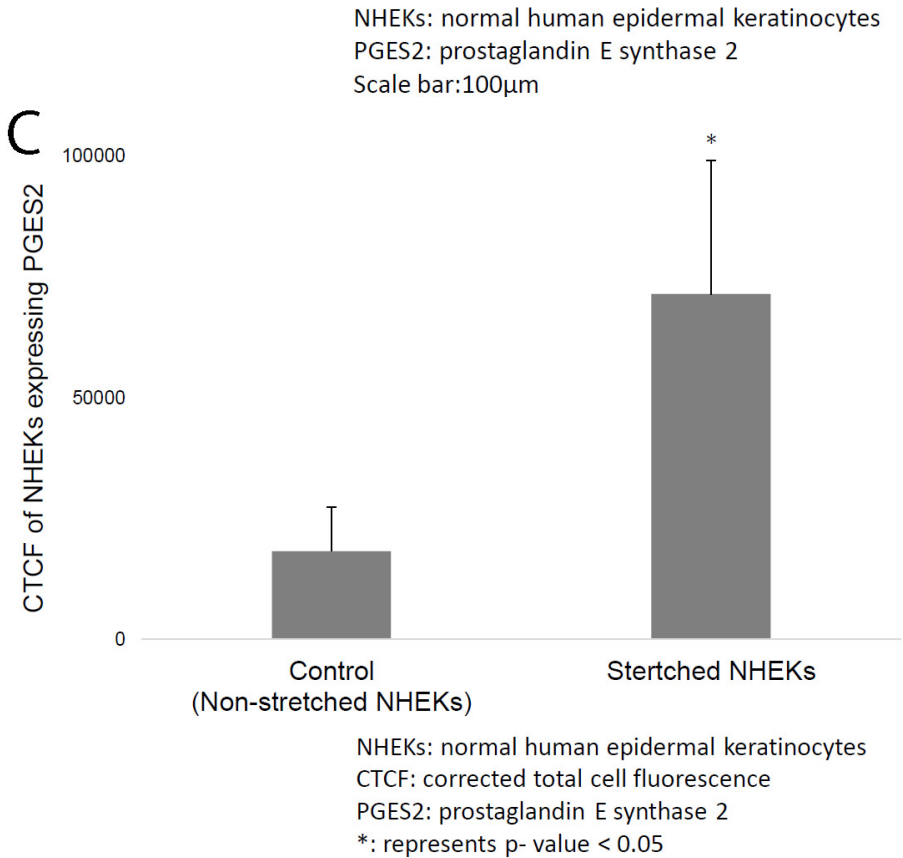 NHEKs: normal human epidermal keratinocytes
PGES2: prostaglandin E synthase 2
Scale bar:100µm
C
CTCF of NHEKs expressing PGES2
100000
*
50000
0
Control
(Non-stretched NHEKs)
Stertched NHEKs
NHEKs: normal human epidermal keratinocytes
CTCF: corrected total cell fluorescence
PGES2: prostaglandin E synthase 2
*: represents p- value < 0.05